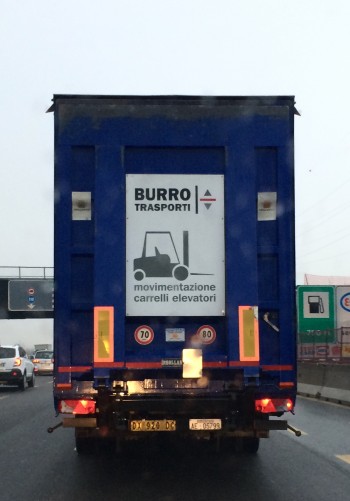 BURRO
TRASPORTI
movimentazione
carrelli elevatori
70
80